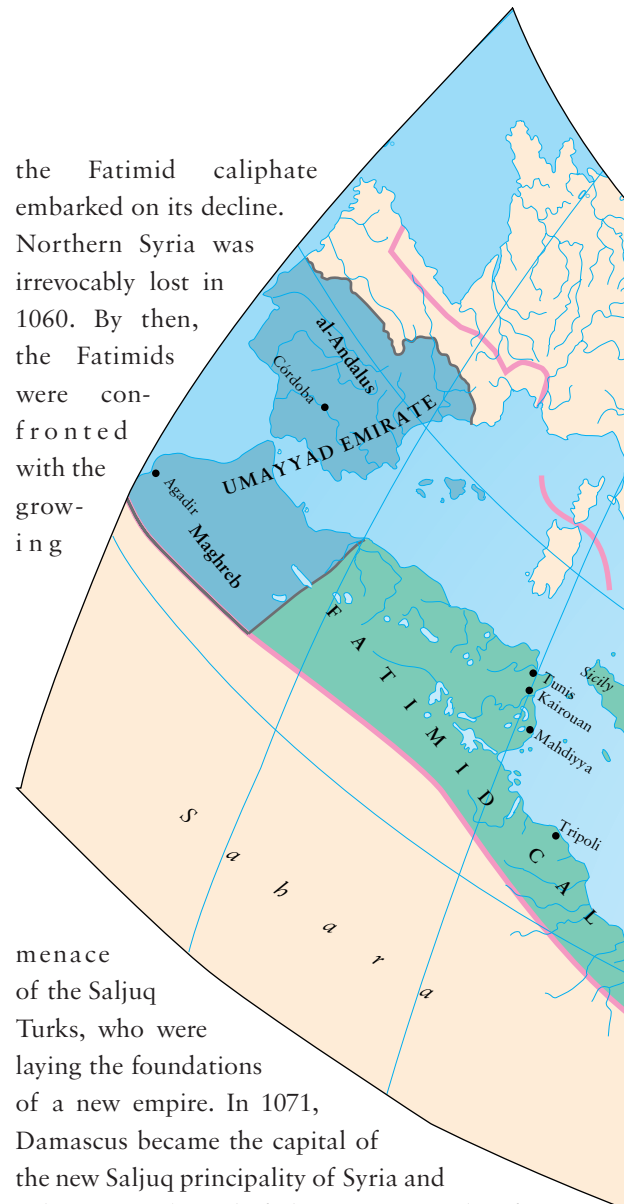 the Fatimid caliphate
embarked on its decline.
Northern Syria was
irrevocably lost in
1060. By then,
the Fatimids
were con-
fronted
with the
grow-
ing
al-Andalus
Córdoba
UMAYYAD EMIRATE
Agadir
Maghreb
FATIMID CAL
Tunis
Kairouan
Mahdiyya
Sicily
Tripoli
Sahara
menace
of the Saljuq
Turks, who were
laying the foundations
of a new empire. In 1071,
Damascus became the capital of
the new Saljuq principality of Syria and